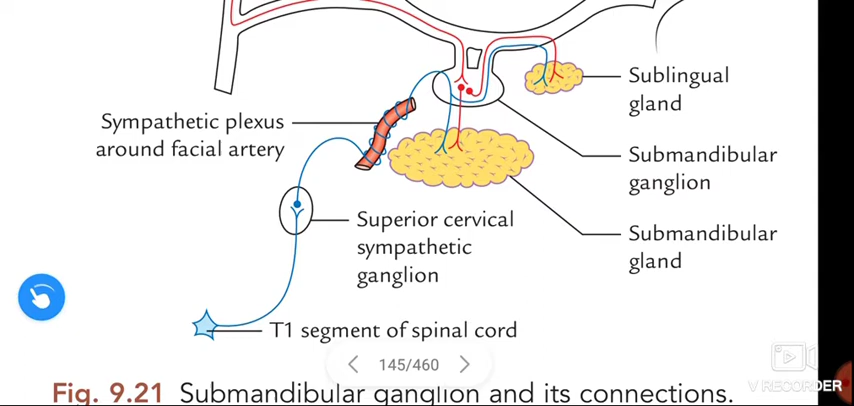 Sublingual
gland
Sympathetic plexus
around facial artery
Submandibular
ganglion
Superior cervical
sympathetic
ganglion
Submandibular
gland
T1 segment of spinal cord
145/460
V RECORDER
Fig. 9.21 Submandibular ganglion and its connections.